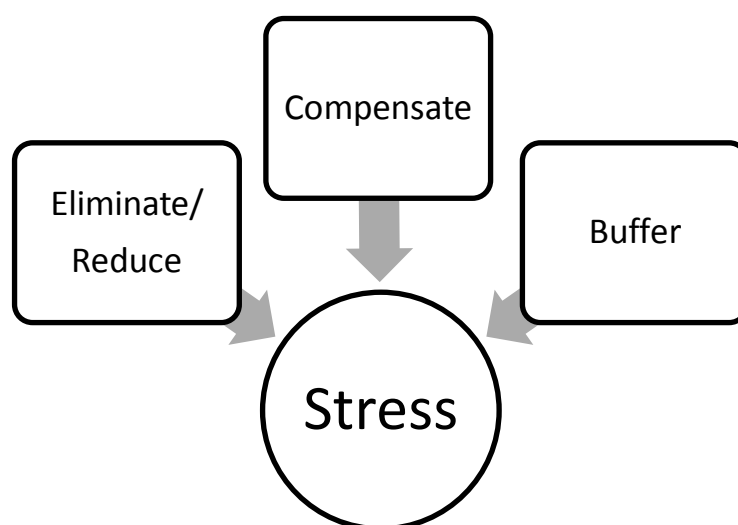 Compensate
Eliminate/
Reduce
Buffer
Stress